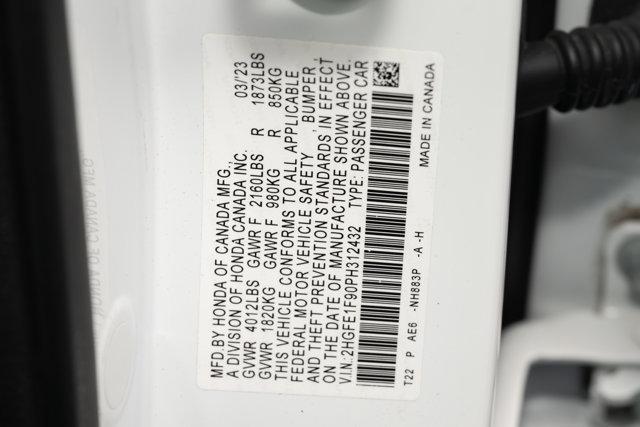 MFD.BY HONDA OF CANADA MFG., 03/'23
A DIVISION OF HONDA CANADA INC.
GVWR 4012LBS GAWR F 2160LBS R 1873LBS
GVWR 1820KG GAWR F 980KG R 850KG
THIS VEHICLE CONFORMS TO ALL APPLICABLE
FEDERAL MOTOR VEHICLE SAFETY , BUMPER ,
AND THEFT PREVENTION STANDARDS IN EFFECT
ON THE DATE OF MANUFACTURE SHOWN ABOVE.
V.I.N.:2HGFE1F90PH312432 TYPE: PASSENGER CAR
T22 P AE6 -NH883P -A -H MADE IN CANADA